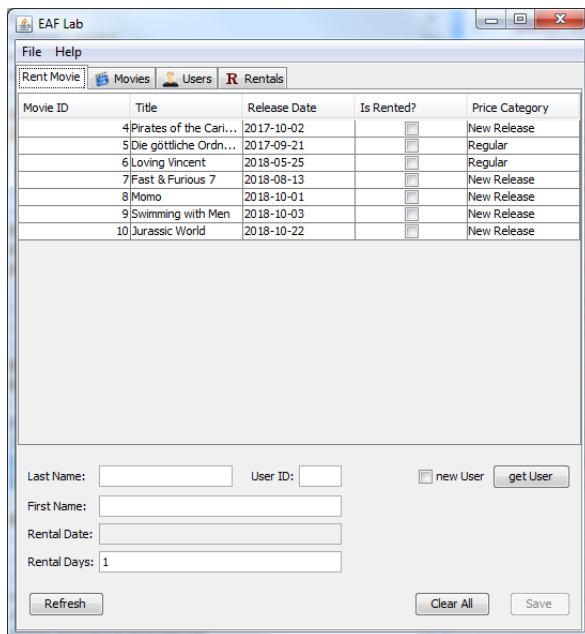 EAF Lab
File Help
Rent Movie Movies Users R Rentals
Movie ID Title Release Date Is Rented? Price Category
4 Pirates of the Cari... 2017-10-02 New Release
5 Die göttliche Ordn... 2017-09-21 Regular
6 Loving Vincent 2018-05-25 Regular
7 Fast & Furious 7 2018-08-13 New Release
8 Momo 2018-10-01 New Release
9 Swimming with Men 2018-10-03 New Release
10 Jurassic World 2018-10-22 New Release
Last Name: User ID: new User get User
First Name:
Rental Date:
Rental Days: 1
Refresh Clear All Save